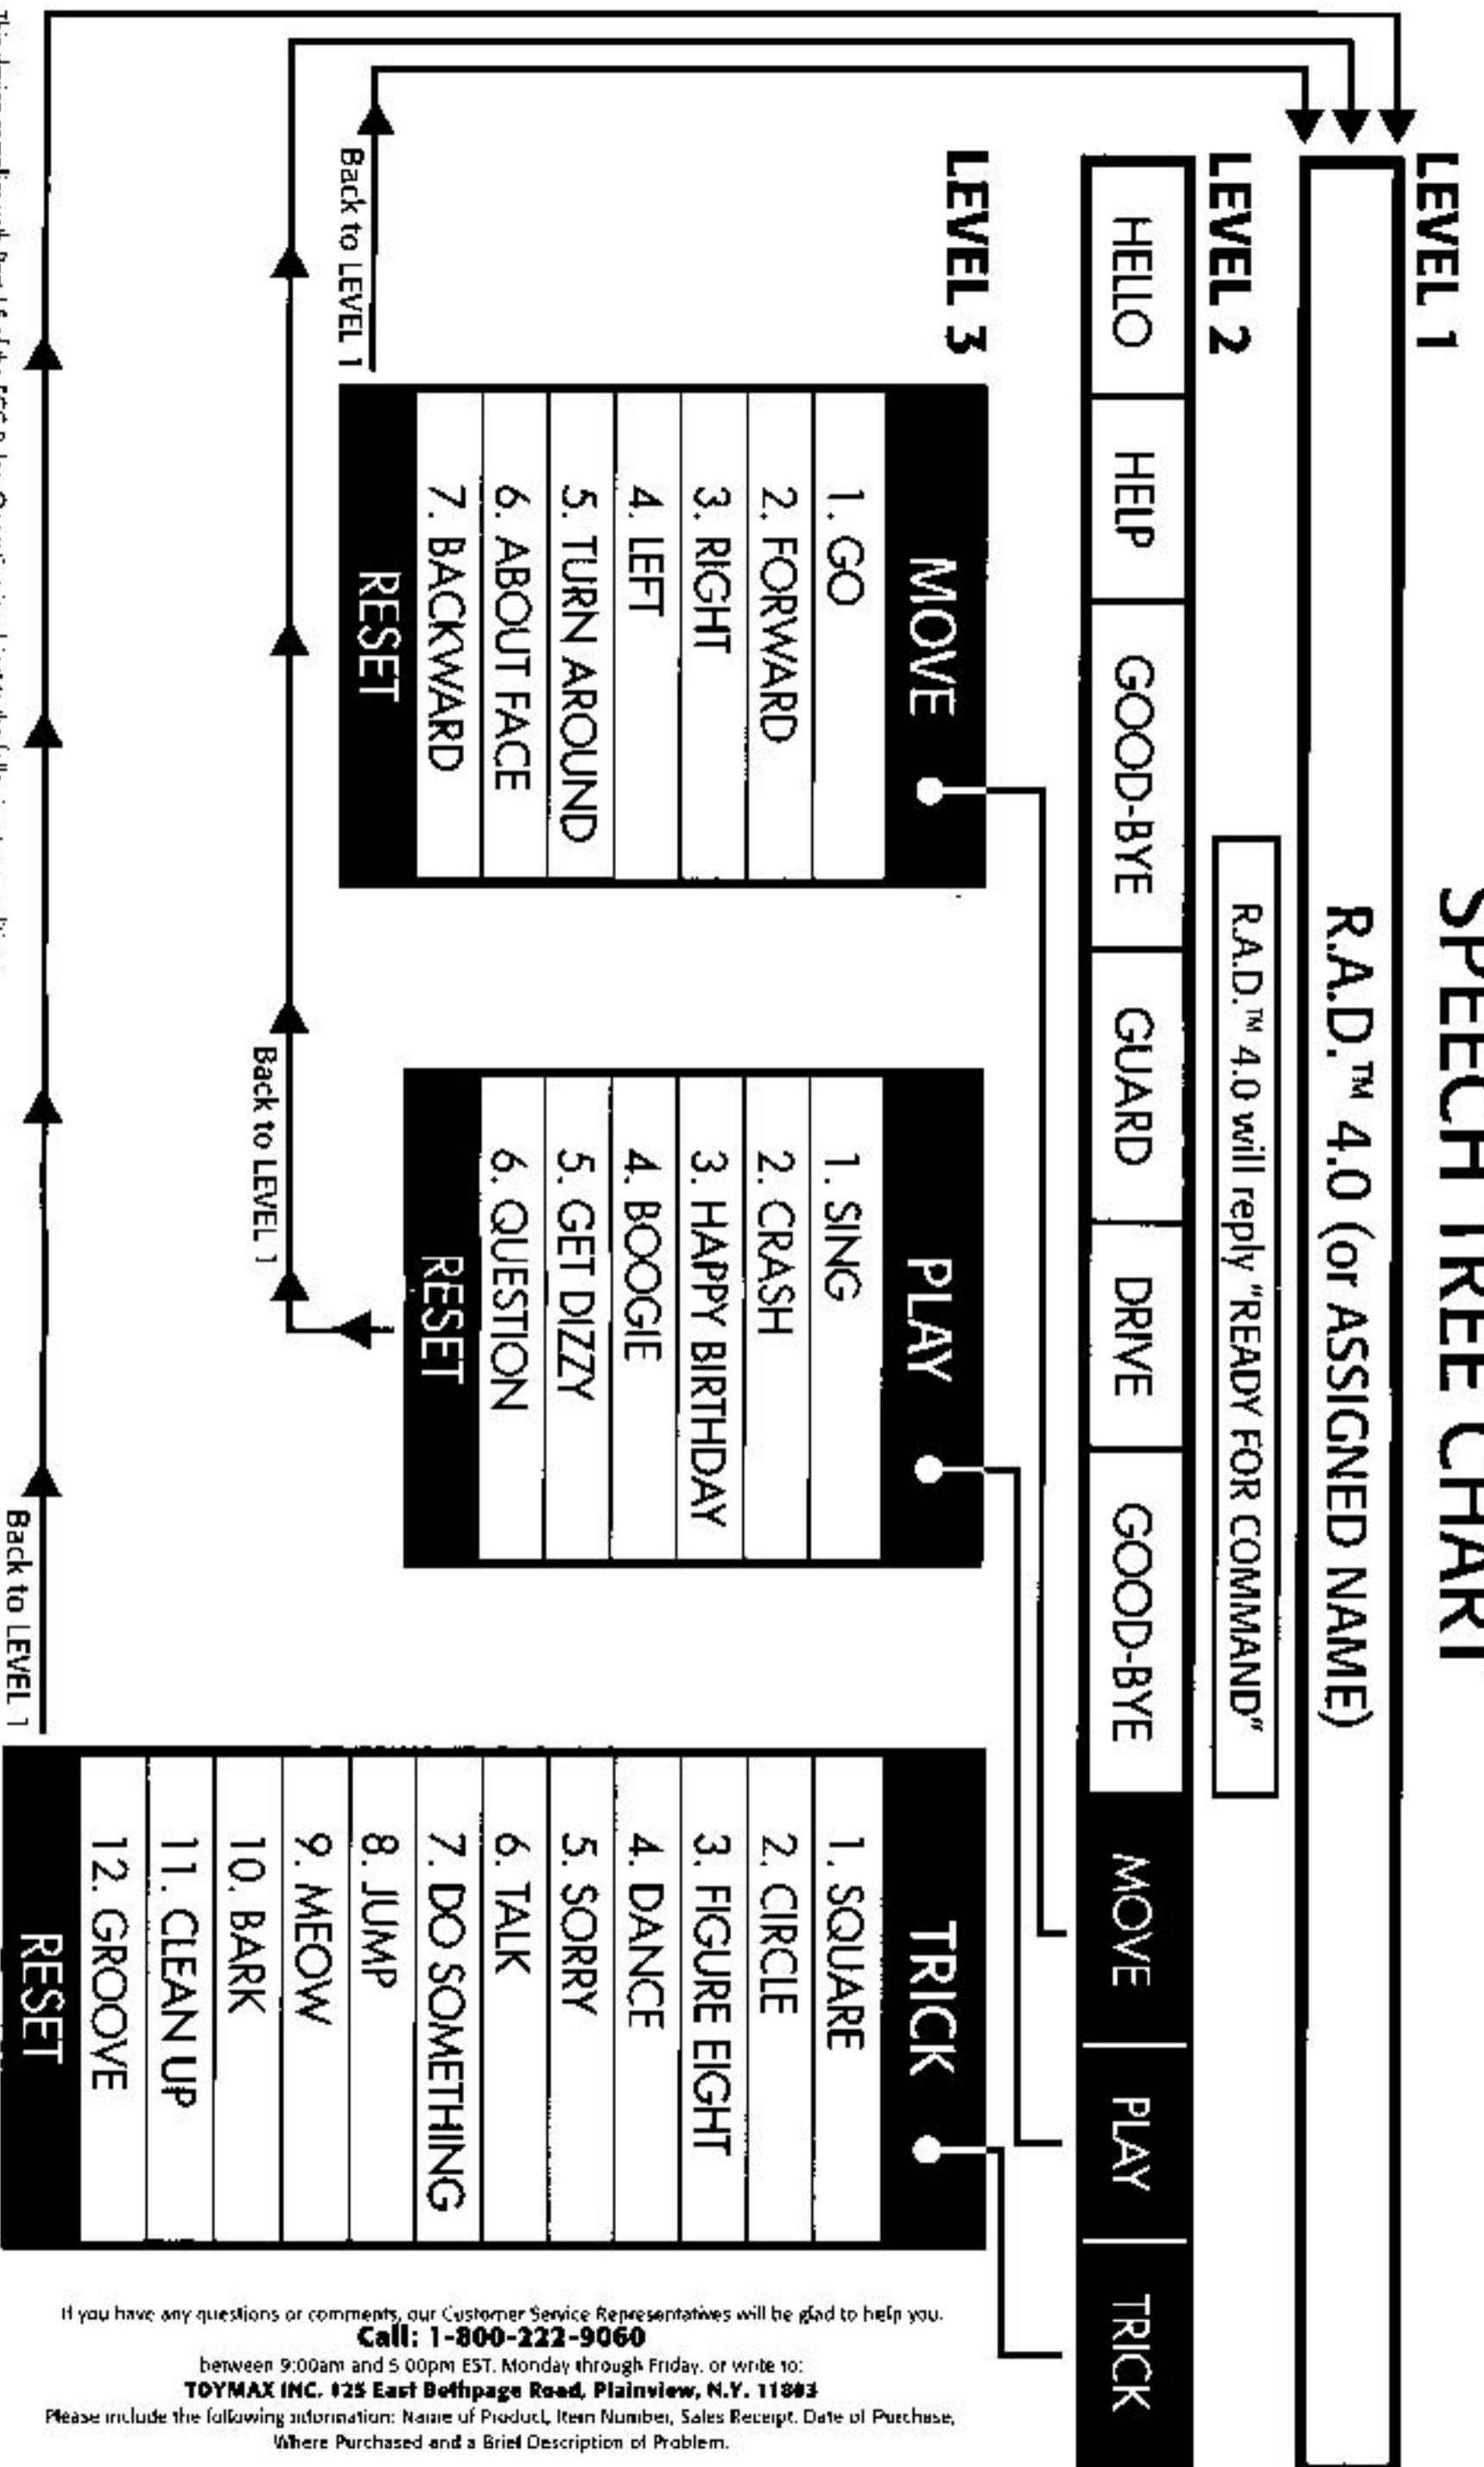 SPEECH TREE CHART
LEVEL 1
R.A.D.™ 4.0 (or ASSIGNED NAME)
R.A.D.™ 4.0 will reply "READY FOR COMMAND"
LEVEL 2
HELLO
HELP
GOOD-BYE
GUARD
DRIVE
GOOD-BYE
MOVE
PLAY
TRICK
LEVEL 3
MOVE
1. GO
2. FORWARD
3. RIGHT
4. LEFT
5. TURN AROUND
6. ABOUT FACE
7. BACKWARD
RESET
Back to LEVEL 1
PLAY
1. SING
2. CRASH
3. HAPPY BIRTHDAY
4. BOOGIE
5. GET DIZZY
6. QUESTION
RESET
Back to LEVEL 1
TRICK
1. SQUARE
2. CIRCLE
3. FIGURE EIGHT
4. DANCE
5. SORRY
6. TALK
7. DO SOMETHING
8. JUMP
9. MEOW
10. BARK
11. CLEAN UP
12. GROOVE
RESET
Back to LEVEL 1
If you have any questions or comments, our Customer Service Representatives will be glad to help you.
Call: 1-800-222-9060
between 9:00am and 5:00pm EST. Monday through Friday, or write to:
TOYMAX INC. 125 East Bethpage Road, Plainview, N.Y. 11803
Please include the following information: Name of Product, Item Number, Sales Receipt, Date of Purchase,
Where Purchased and a Brief Description of Problem.